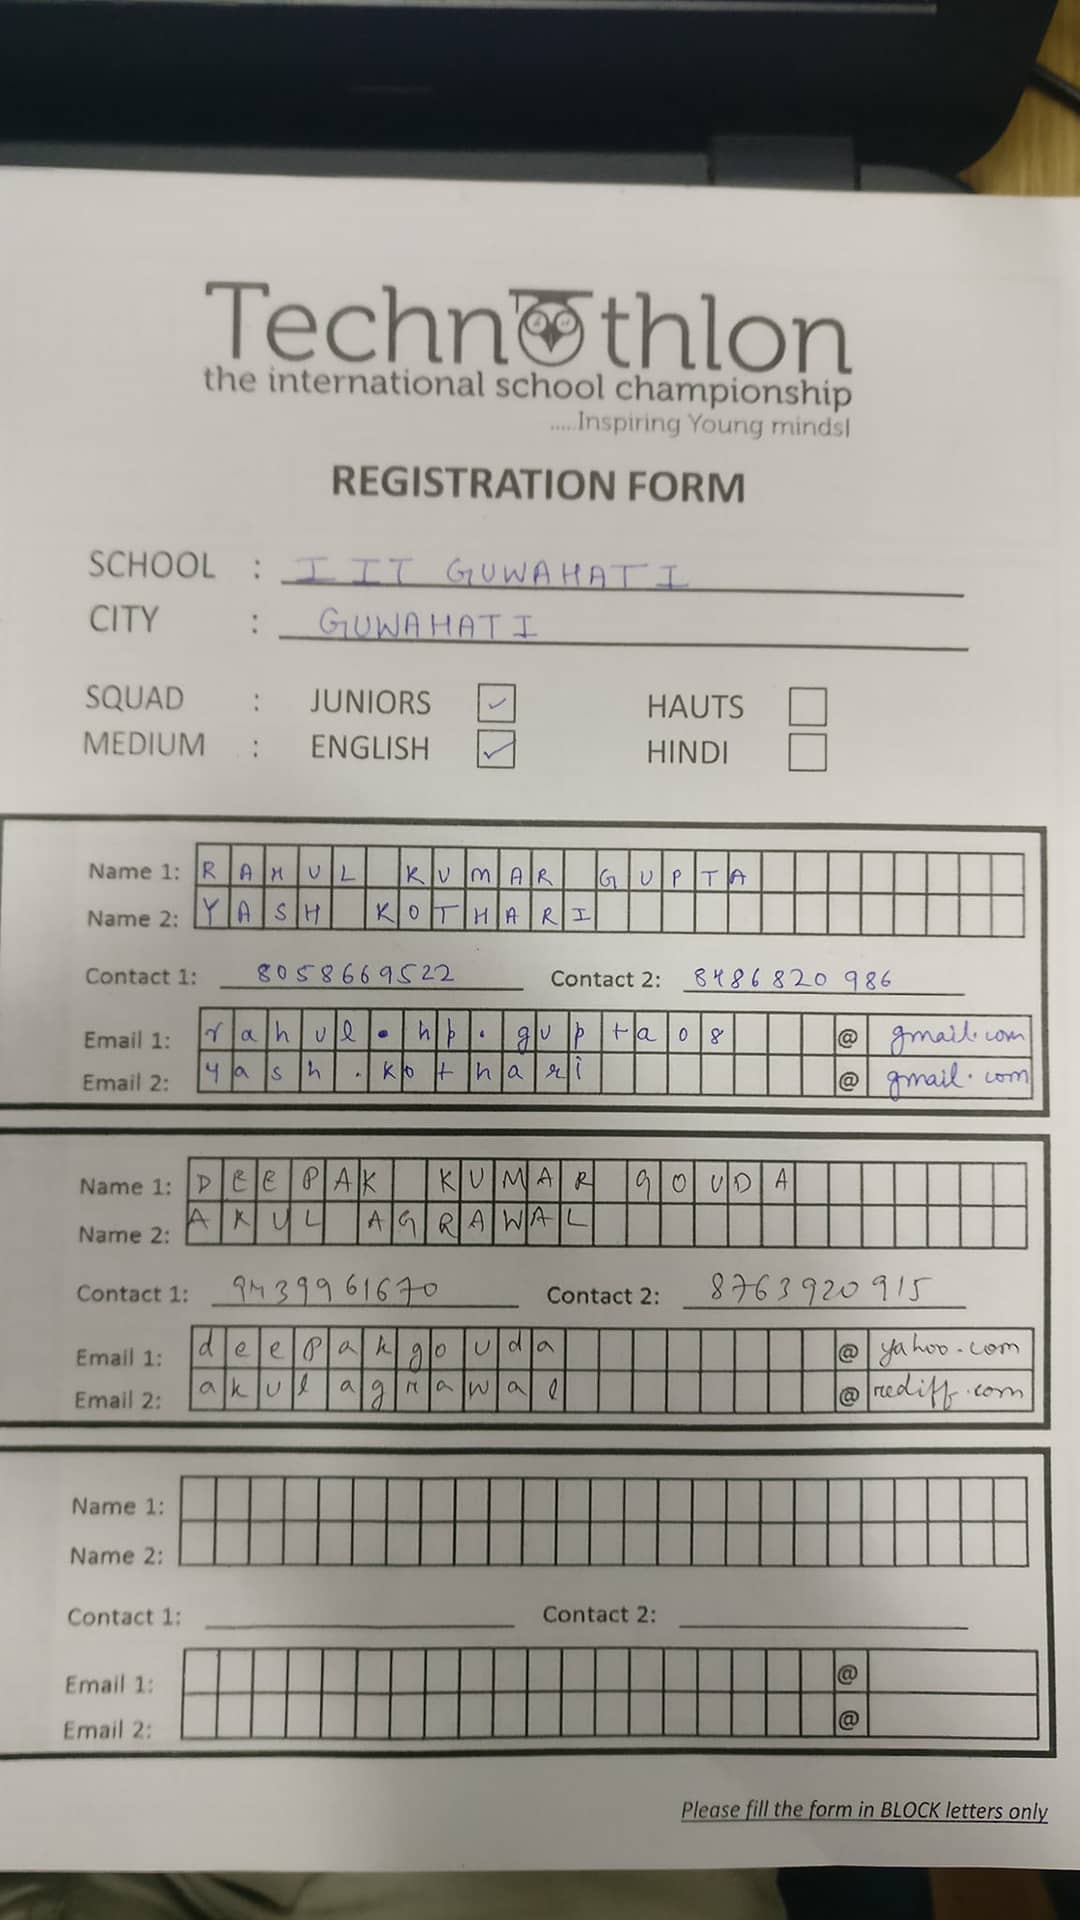 Technothlon
the international school championship
.....Inspiring Young minds!
REGISTRATION FORM
SCHOOL : IIT GUWAHATI
CITY : GUWAHATI
SQUAD : JUNIORS HAUTS
MEDIUM : ENGLISH HINDI
Name 1: RAHUL KUMAR GUPTA
Name 2: YASH KOTHARI
Contact 1: 8058669522 Contact 2: 8486820986
Email 1: rahul.hp.gupta08 @ gmail.com
Email 2: yash.kothari @ gmail.com
Name 1: DEEPAK KUMAR GOUDA
Name 2: AKUL AGRAWAL
Contact 1: 9439961670 Contact 2: 8763920915
Email 1: deepakgouda @ yahoo.com
Email 2: akulagrawal @ rediff.com
Name 1:
Name 2:
Contact 1: Contact 2:
Email 1: @
Email 2: @
Please fill the form in BLOCK letters only